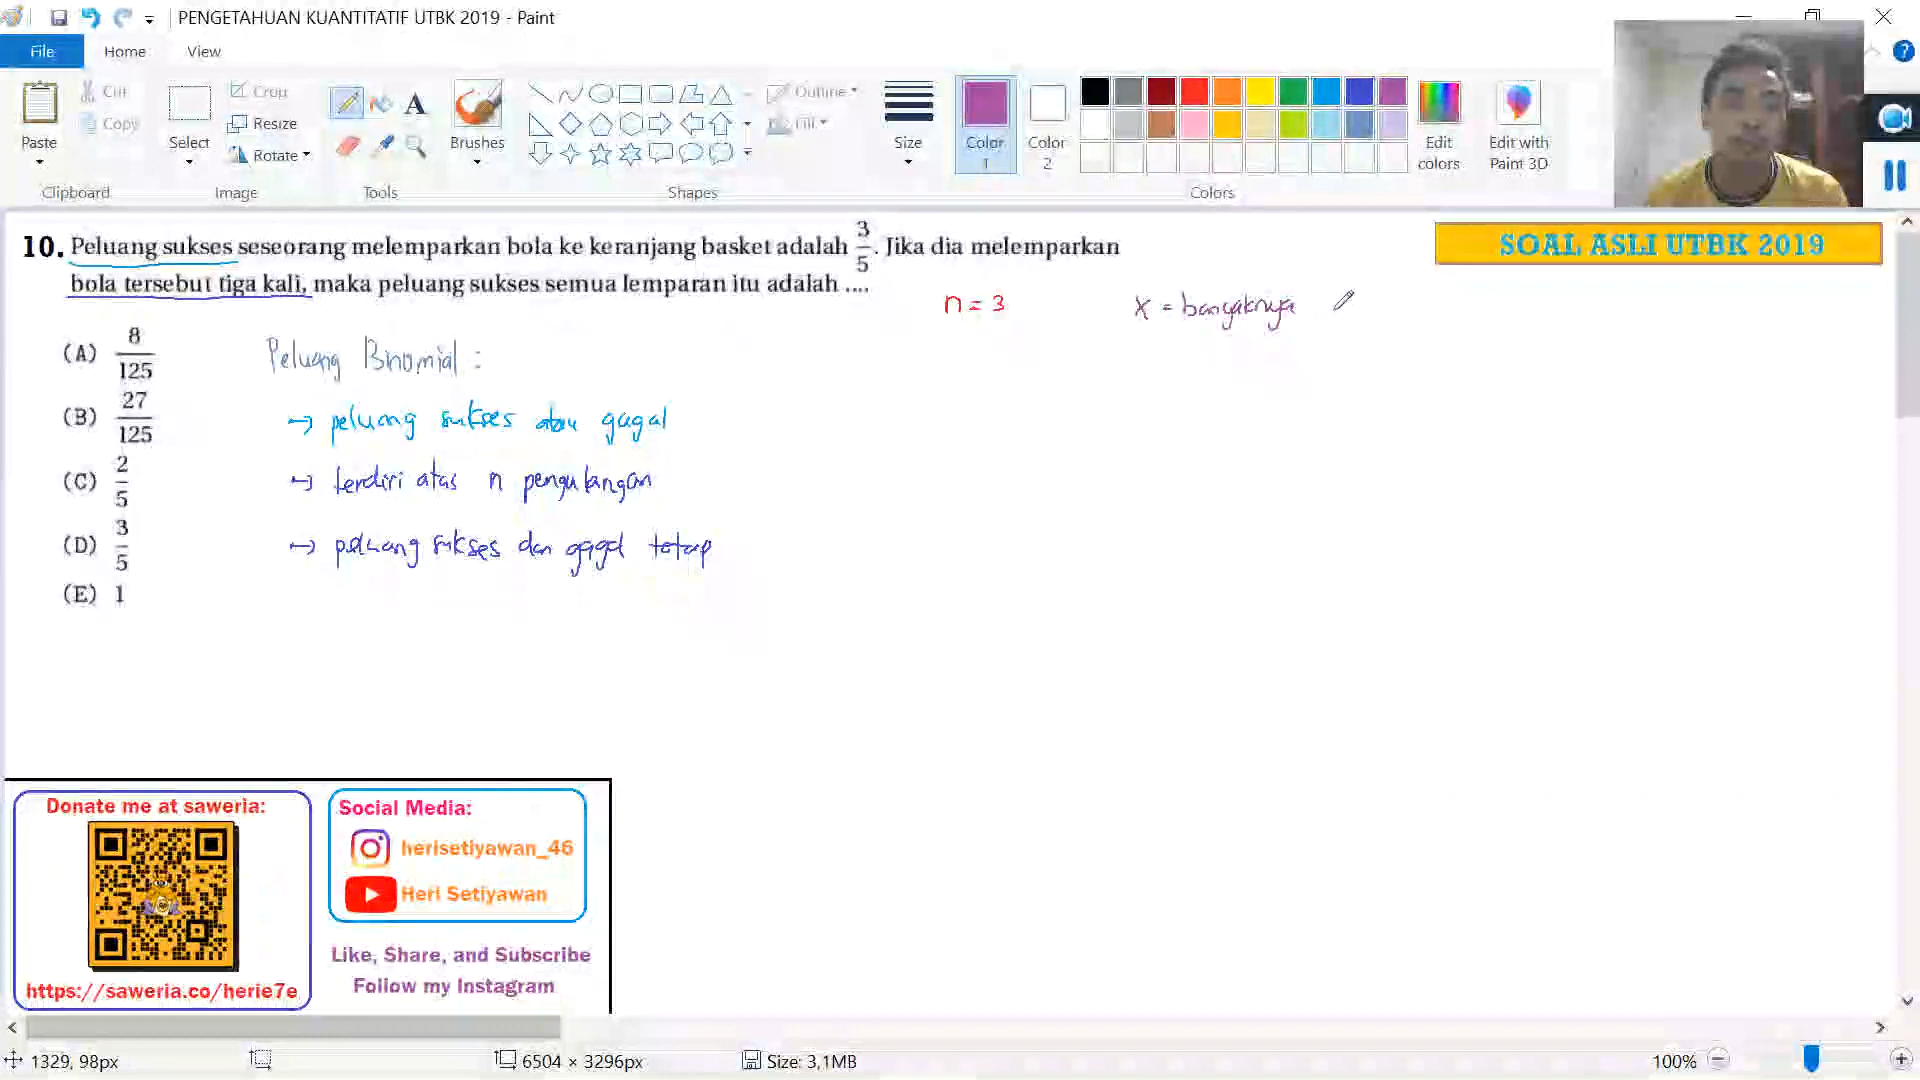 PENGETAHUAN KUANTITATIF UTBK 2019 - Paint
File Home View
Paste Cut Copy Clipboard
Select Crop Resize Rotate Image
Tools
Brushes
Outline Fill Shapes
Size
Color 1 Color 2 Edit colors Colors
Edit with Paint 3D
SOAL ASLI UTBK 2019
10. Peluang sukses seseorang melemparkan bola ke keranjang basket adalah 3/5. Jika dia melemparkan
bola tersebut tiga kali, maka peluang sukses semua lemparan itu adalah ....
n = 3
x = banyaknya
(A) 8/125
(B) 27/125
(C) 2/5
(D) 3/5
(E) 1
Peluang Binomial :
→ peluang sukses atau gagal
→ terdiri atas n pengulangan
→ peluang sukses dan gagal tetap
Donate me at saweria:
https://saweria.co/herie7e
Social Media:
herisetiyawan_46
Heri Setiyawan
Like, Share, and Subscribe
Follow my Instagram
1329, 98px 6504 × 3296px Size: 3,1MB 100%